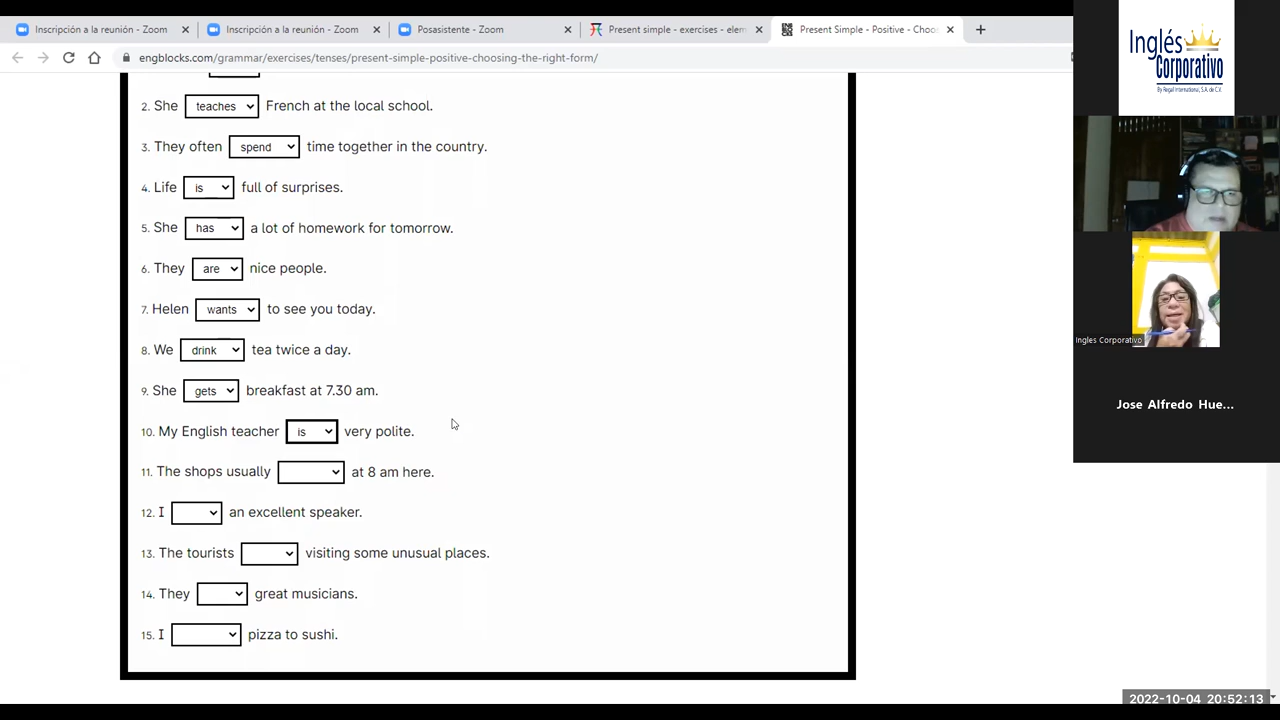 Inscripción a la reunión - Zoom
Inscripción a la reunión - Zoom
Posasistente - Zoom
Present simple - exercises - elem
Present Simple - Positive - Choo
engblocks.com/grammar/exercises/tenses/present-simple-positive-choosing-the-right-form/
2. She teaches French at the local school.
3. They often spend time together in the country.
4. Life is full of surprises.
5. She has a lot of homework for tomorrow.
6. They are nice people.
7. Helen wants to see you today.
8. We drink tea twice a day.
9. She gets breakfast at 7.30 am.
10. My English teacher is very polite.
11. The shops usually at 8 am here.
12. I an excellent speaker.
13. The tourists visiting some unusual places.
14. They great musicians.
15. I pizza to sushi.
Inglés
Corporativo
By Regal International, S.A. de C.V.
Ingles Corporativo
Jose Alfredo Hue...
2022-10-04 20:52:13